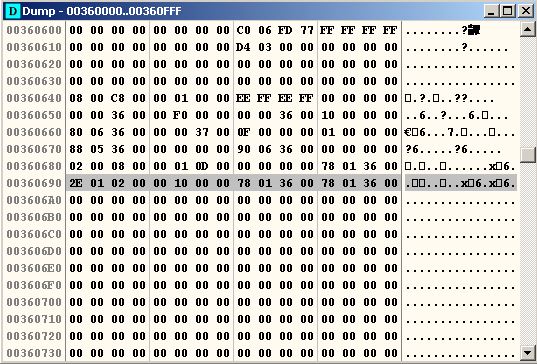 D Dump - 00360000..00360FFF
00360600 00 00 00 00 00 00 00 00 C0 06 FD 77 FF FF FF FF ........?
00360610 00 00 00 00 00 00 00 00 D4 03 00 00 00 00 00 00 ........?.......
00360620 00 00 00 00 00 00 00 00 00 00 00 00 00 00 00 00 ................
00360630 00 00 00 00 00 00 00 00 00 00 00 00 00 00 00 00 ................
00360640 08 00 C8 00 00 01 00 00 EE FF EE FF 00 00 00 00 □.?.□..??....
00360650 00 00 36 00 00 F0 00 00 00 00 36 00 10 00 00 00 ..6..?...6.□...
00360660 80 06 36 00 00 00 37 00 0F 00 00 00 01 00 00 00 €□6...7.□...□...
00360670 88 05 36 00 00 00 00 00 90 06 36 00 00 00 00 00 ?6.....?6.....
00360680 02 00 08 00 00 01 0D 00 00 00 00 00 78 01 36 00 □.□..□......x□6.
00360690 2E 01 02 00 00 10 00 00 78 01 36 00 78 01 36 00 .□□..□..x□6.x□6.
003606A0 00 00 00 00 00 00 00 00 00 00 00 00 00 00 00 00 ................
003606B0 00 00 00 00 00 00 00 00 00 00 00 00 00 00 00 00 ................
003606C0 00 00 00 00 00 00 00 00 00 00 00 00 00 00 00 00 ................
003606D0 00 00 00 00 00 00 00 00 00 00 00 00 00 00 00 00 ................
003606E0 00 00 00 00 00 00 00 00 00 00 00 00 00 00 00 00 ................
003606F0 00 00 00 00 00 00 00 00 00 00 00 00 00 00 00 00 ................
00360700 00 00 00 00 00 00 00 00 00 00 00 00 00 00 00 00 ................
00360710 00 00 00 00 00 00 00 00 00 00 00 00 00 00 00 00 ................
00360720 00 00 00 00 00 00 00 00 00 00 00 00 00 00 00 00 ................
00360730 00 00 00 00 00 00 00 00 00 00 00 00 00 00 00 00 ................